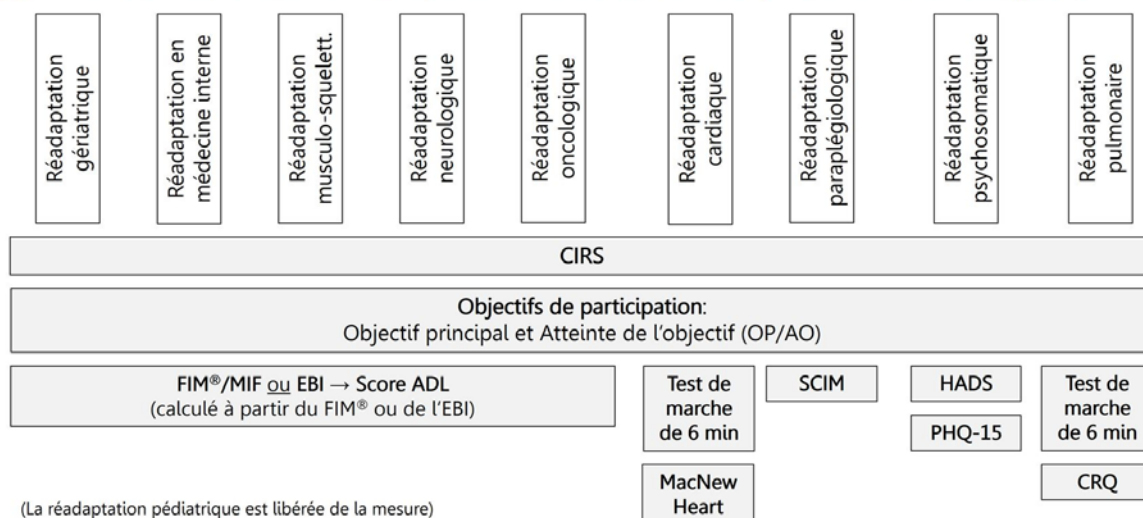 Réadaptation
gériatrique
Réadaptation en
médecine interne
Réadaptation
musculo-squelett.
Réadaptation
neurologique
Réadaptation
oncologique
Réadaptation
cardiaque
Réadaptation
paraplégiologique
Réadaptation
psychosomatique
Réadaptation
pulmonaire
CIRS
Objectifs de participation:
Objectif principal et Atteinte de l'objectif (OP/AO)
FIM®/MIF ou EBI → Score ADL
(calculé à partir du FIM® ou de l'EBI)
Test de
marche
de 6 min
MacNew
Heart
SCIM
HADS
PHQ-15
Test de
marche
de 6 min
CRQ
(La réadaptation pédiatrique est libérée de la mesure)